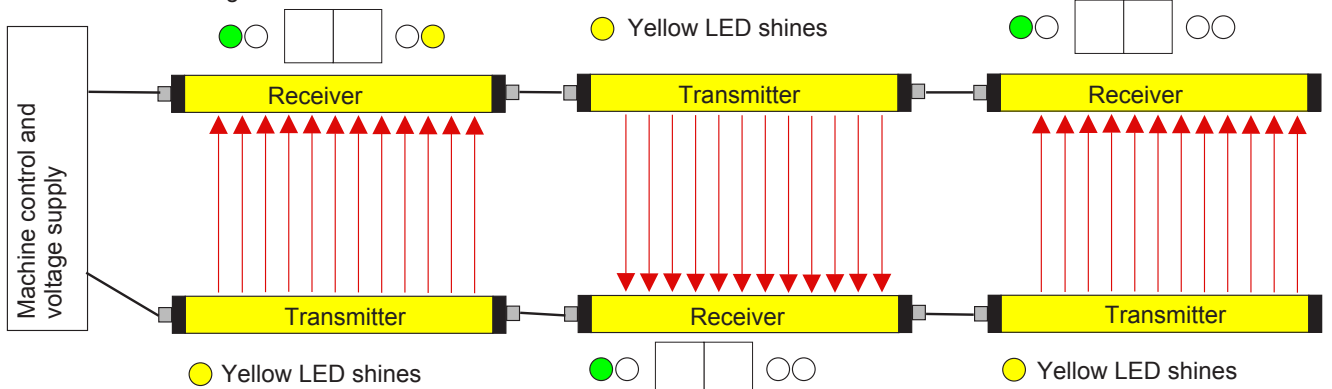 Yellow LED shines
Machine control and
voltage supply
Receiver
Transmitter
Receiver
Transmitter
Receiver
Transmitter
Yellow LED shines
Yellow LED shines